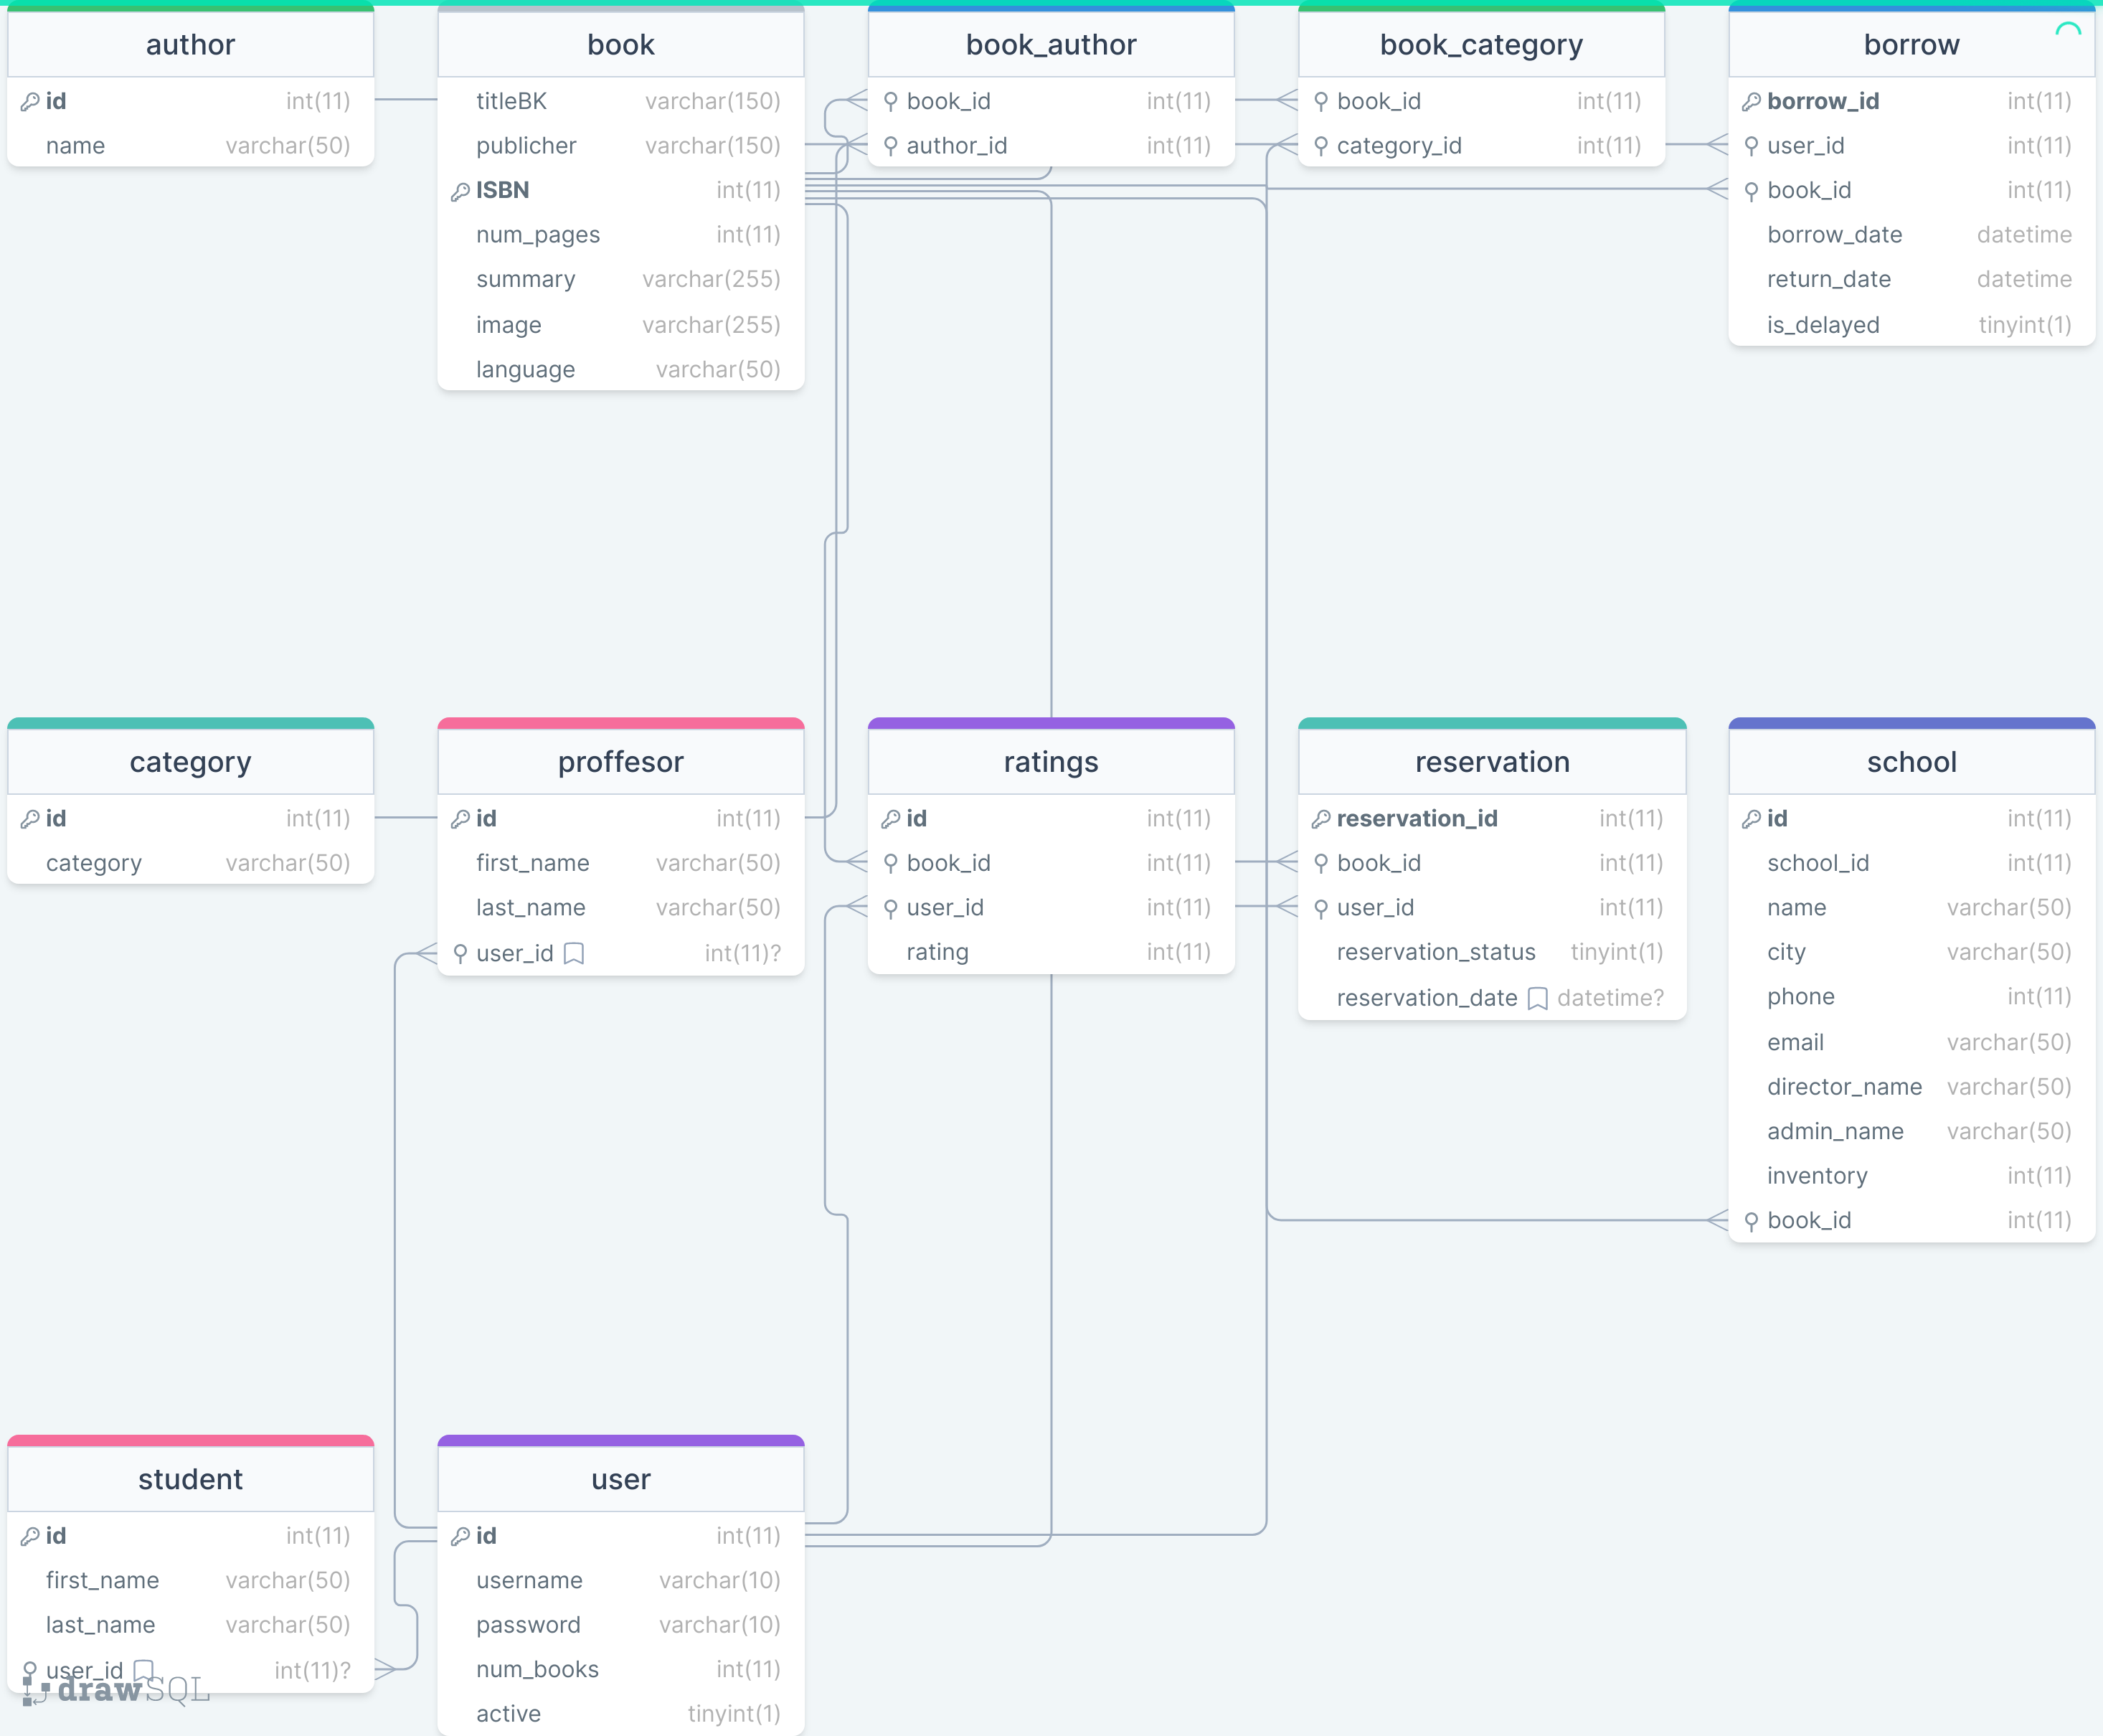 author
id int(11)
name varchar(50)
book
titleBK varchar(150)
publicher varchar(150)
ISBN int(11)
num_pages int(11)
summary varchar(255)
image varchar(255)
language varchar(50)
book_author
book_id int(11)
author_id int(11)
book_category
book_id int(11)
category_id int(11)
borrow
borrow_id int(11)
user_id int(11)
book_id int(11)
borrow_date datetime
return_date datetime
is_delayed tinyint(1)
category
id int(11)
category varchar(50)
proffesor
id int(11)
first_name varchar(50)
last_name varchar(50)
user_id int(11)?
ratings
id int(11)
book_id int(11)
user_id int(11)
rating int(11)
reservation
reservation_id int(11)
book_id int(11)
user_id int(11)
reservation_status tinyint(1)
reservation_date datetime?
school
id int(11)
school_id int(11)
name varchar(50)
city varchar(50)
phone int(11)
email varchar(50)
director_name varchar(50)
admin_name varchar(50)
inventory int(11)
book_id int(11)
student
id int(11)
first_name varchar(50)
last_name varchar(50)
user_id int(11)?
drawSQL
user
id int(11)
username varchar(10)
password varchar(10)
num_books int(11)
active tinyint(1)